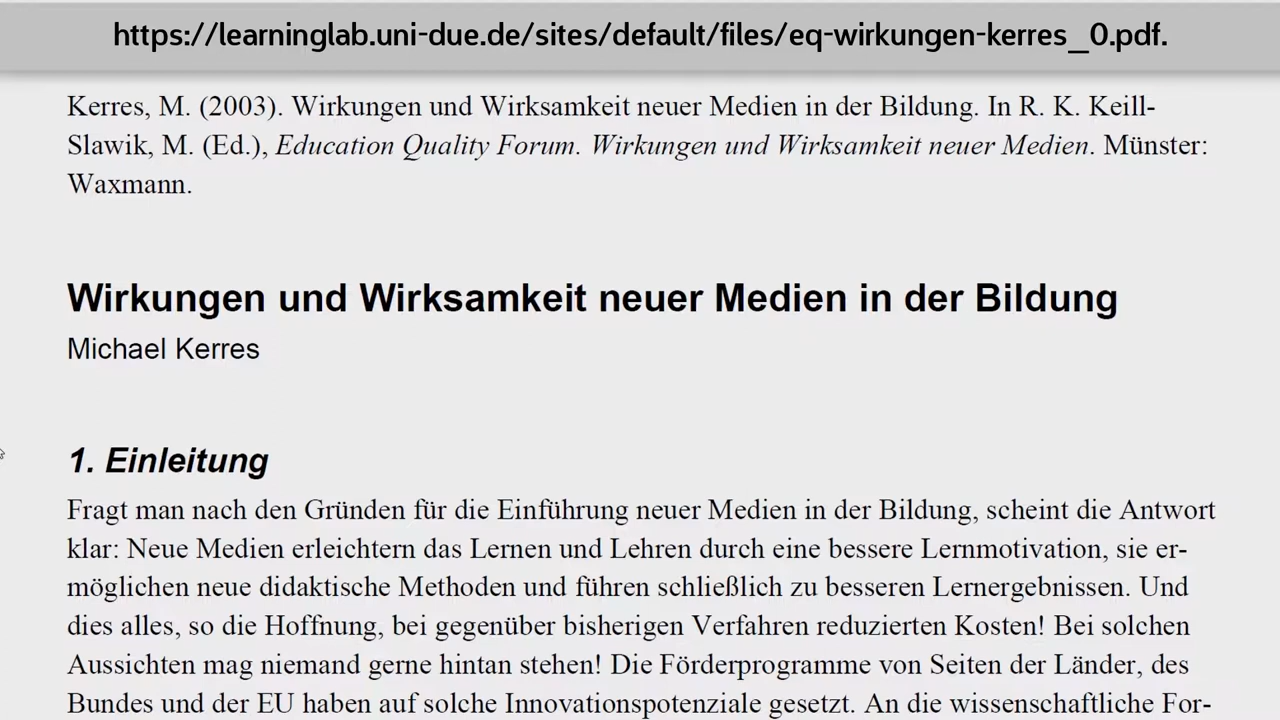 https://learninglab.uni-due.de/sites/default/files/eq-wirkungen-kerres_0.pdf.
Kerres, M. (2003). Wirkungen und Wirksamkeit neuer Medien in der Bildung. In R. K. Keill-
Slawik, M. (Ed.), Education Quality Forum. Wirkungen und Wirksamkeit neuer Medien. Münster:
Waxmann.
Wirkungen und Wirksamkeit neuer Medien in der Bildung
Michael Kerres
1. Einleitung
Fragt man nach den Gründen für die Einführung neuer Medien in der Bildung, scheint die Antwort
klar: Neue Medien erleichtern das Lernen und Lehren durch eine bessere Lernmotivation, sie er-
möglichen neue didaktische Methoden und führen schließlich zu besseren Lernergebnissen. Und
dies alles, so die Hoffnung, bei gegenüber bisherigen Verfahren reduzierten Kosten! Bei solchen
Aussichten mag niemand gerne hintan stehen! Die Förderprogramme von Seiten der Länder, des
Bundes und der EU haben auf solche Innovationspotenziale gesetzt. An die wissenschaftliche For-